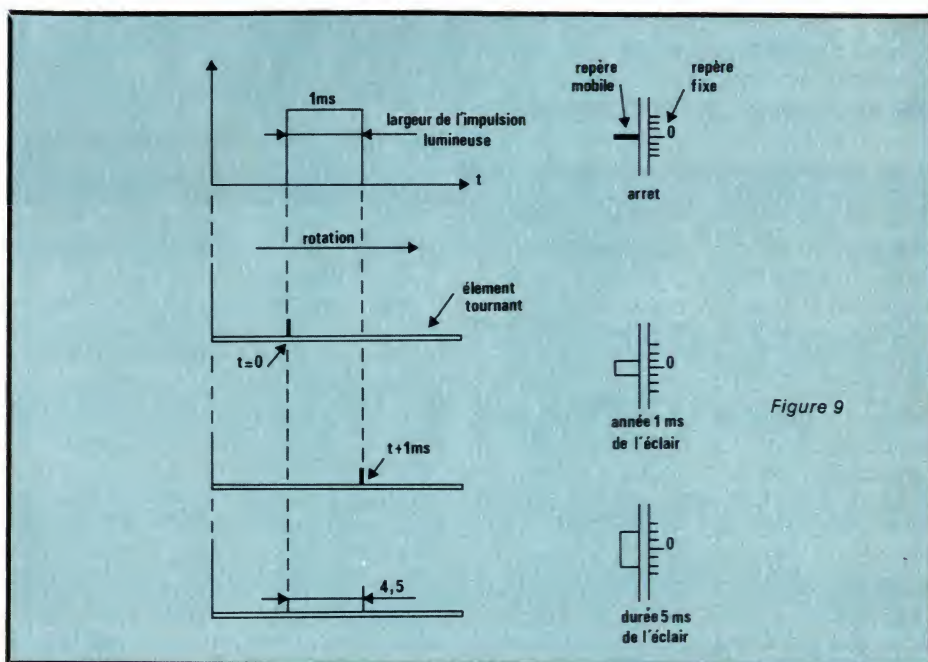 1ms
largeur de l'impulsion
lumineuse
t
repère
mobile
repère
fixe
0
arret
rotation
élement
tournant
t=0
0
année 1 ms
de l'éclair
Figure 9
t+1ms
4,5
0
durée 5 ms
de l'éclair